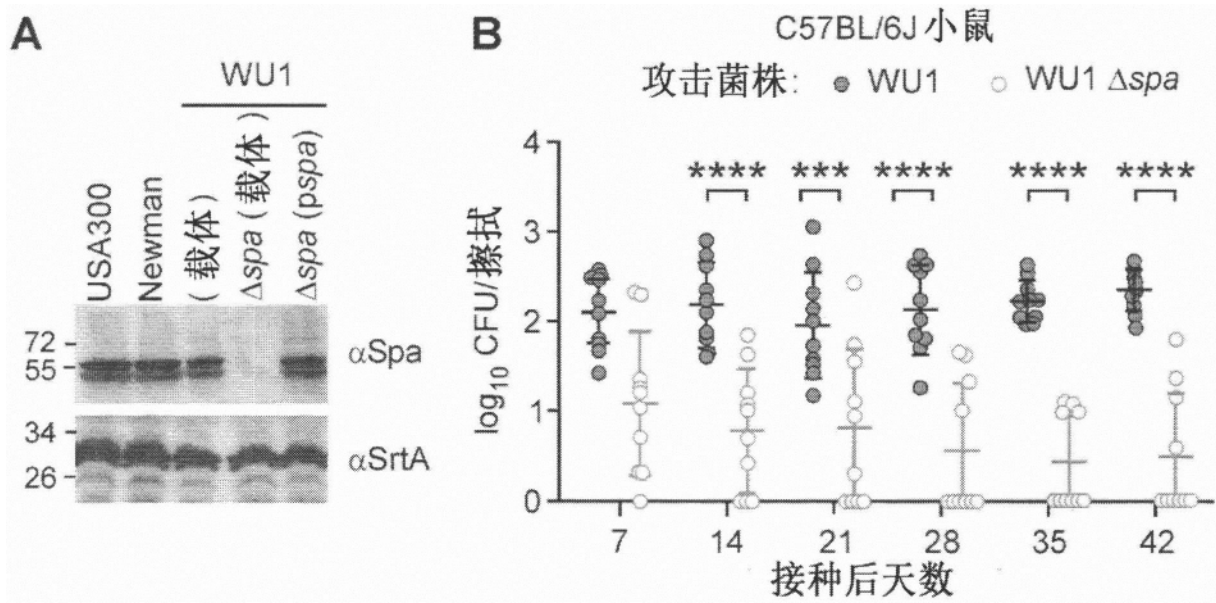 A
WU1
USA300
Newman
(载体)
Δspa (载体)
Δspa (pspa)
72
55
αSpa
34
26
αSrtA
B
C57BL/6J 小鼠
攻击菌株: WU1 WU1 Δspa
log10 CFU/擦拭
4
3
2
1
0
**** *** **** **** ****
7 14 21 28 35 42
接种后天数